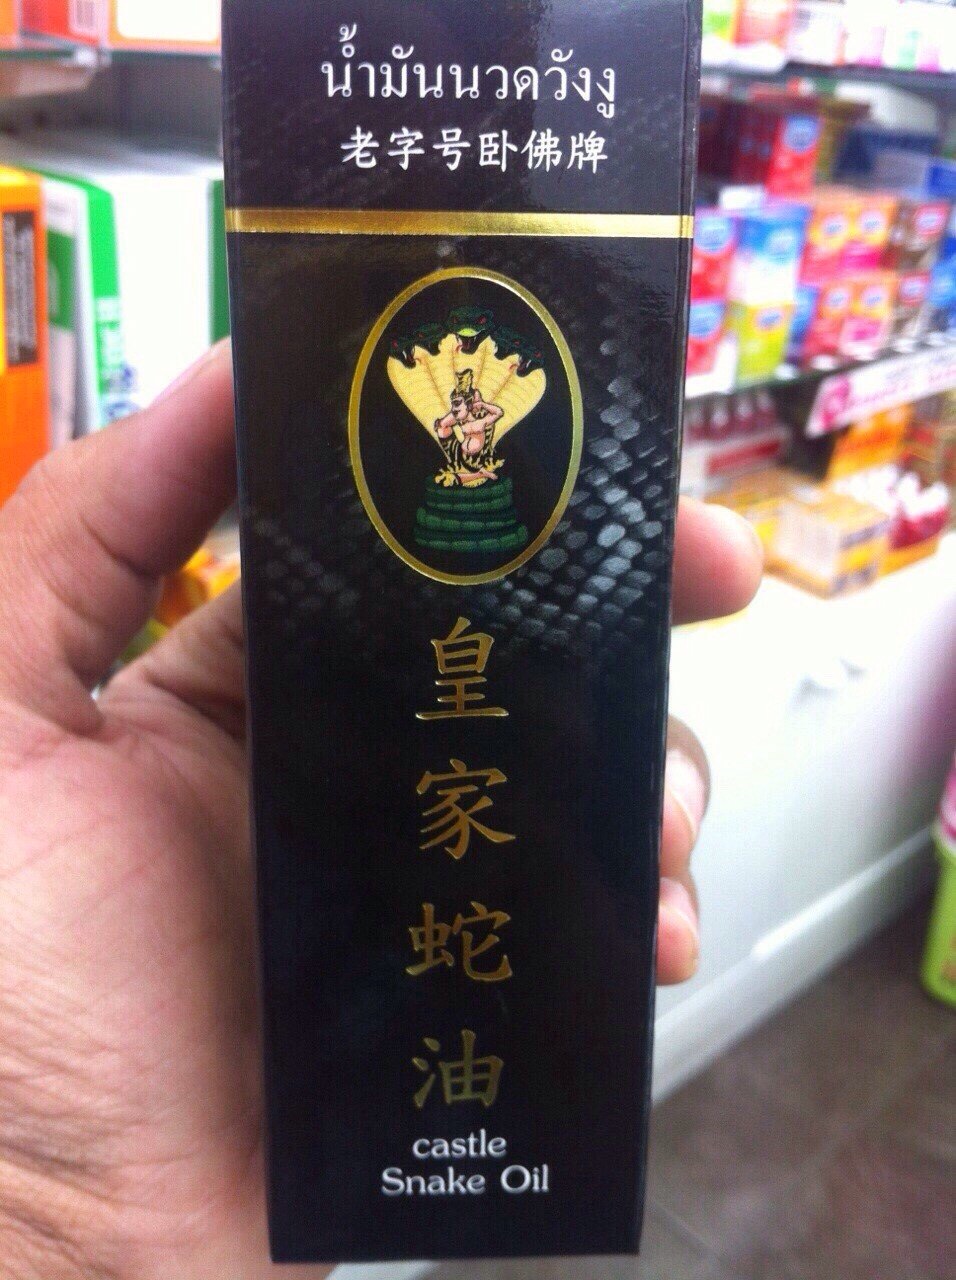 น้ำมันนวดวังงู
老字号卧佛牌
皇
家
蛇
油
castle
Snake Oil